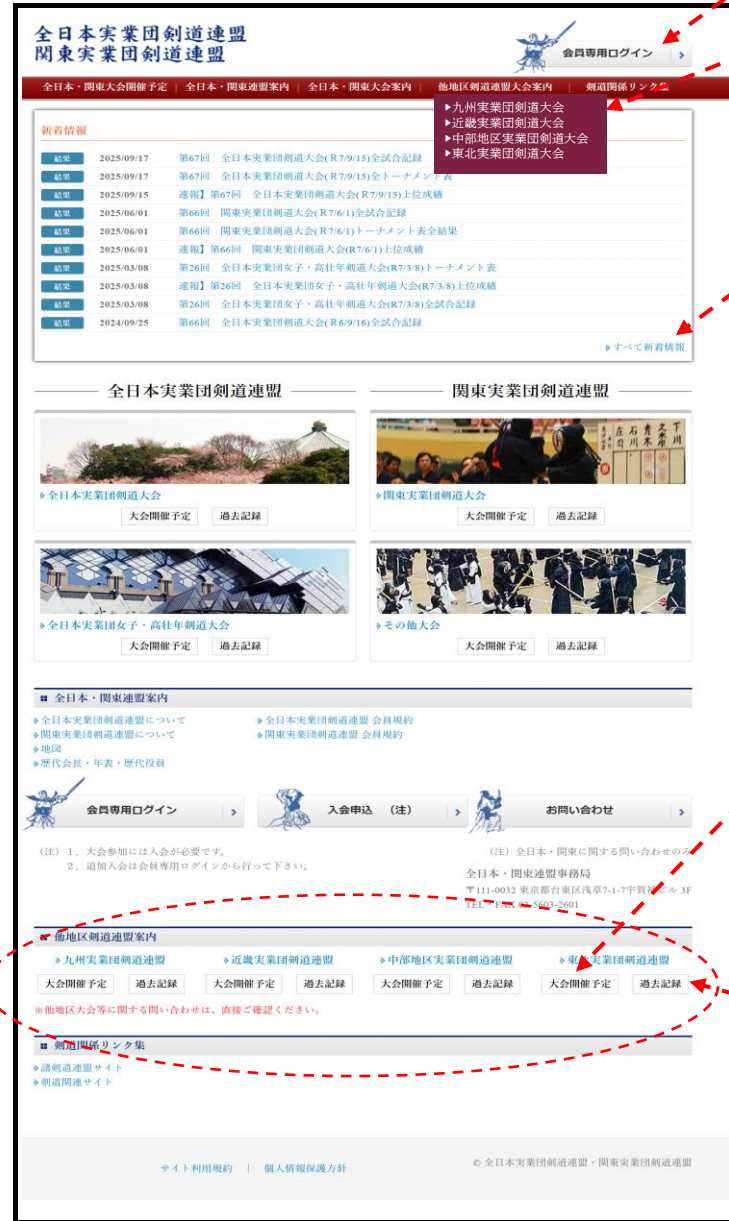 全日本実業団剣道連盟
関東実業団剣道連盟
会員専用ログイン
全日本・関東大会開催予定 | 全日本・関東連盟案内 | 全日本・関東大会案内 | 他地区剣道連盟大会案内 | 剣道関係リンク集
▶九州実業団剣道大会
▶近畿実業団剣道大会
▶中部地区実業団剣道大会
▶東北実業団剣道大会
新着情報
結果 2025/09/17 第67回 全日本実業団剣道大会(R7/9/15)全試合記録
結果 2025/09/17 第67回 全日本実業団剣道大会(R7/9/15)全トーナメント表
結果 2025/09/15 速報】第67回 全日本実業団剣道大会(R7/9/15)上位成績
結果 2025/06/01 第66回 関東実業団剣道大会(R7/6/1)全試合記録
結果 2025/06/01 第66回 関東実業団剣道大会(R7/6/1)トーナメント表全結果
結果 2025/06/01 速報】第66回 関東実業団剣道大会(R7/6/1)上位成績
結果 2025/03/08 第26回 全日本実業団女子・高壮年剣道大会(R7/3/8)トーナメント表
結果 2025/03/08 速報】第26回 全日本実業団女子・高壮年剣道大会(R7/3/8)上位成績
結果 2025/03/08 第26回 全日本実業団女子・高壮年剣道大会(R7/3/8)全試合記録
結果 2024/09/25 第66回 全日本実業団剣道大会(R6/9/16)全試合記録
すべて新着情報
全日本実業団剣道連盟 関東実業団剣道連盟
全日本実業団剣道大会 関東実業団剣道大会
大会開催予定 過去記録 大会開催予定 過去記録
全日本実業団女子・高壮年剣道大会 その他大会
大会開催予定 過去記録 大会開催予定 過去記録
全日本・関東連盟案内
全日本実業団剣道連盟について 全日本実業団剣道連盟 会員規約
関東実業団剣道連盟について 関東実業団剣道連盟 会員規約
地図
歴代会長・年表・歴代役員
会員専用ログイン 入会申込 (注) お問い合わせ
(注) 1. 大会参加には入会が必要です。
2. 追加入会は会員専用ログインから行って下さい。
(注) 全日本・関東に関する問い合わせのみ
全日本・関東連盟事務局
〒111-0032 東京都台東区浅草7-1-7宇賀神ビル 3F
TEL・FAX 03-5603-2601
他地区剣道連盟案内
九州実業団剣道連盟 近畿実業団剣道連盟 中部地区実業団剣道連盟 東北実業団剣道連盟
大会開催予定 過去記録 大会開催予定 過去記録 大会開催予定 過去記録 大会開催予定 過去記録
※他地区大会等に関する問い合わせは、直接ご確認ください。
剣道関係リンク集
諸剣道連盟サイト
剣道関連サイト
サイト利用規約 | 個人情報保護方針
© 全日本実業団剣道連盟・関東実業団剣道連盟